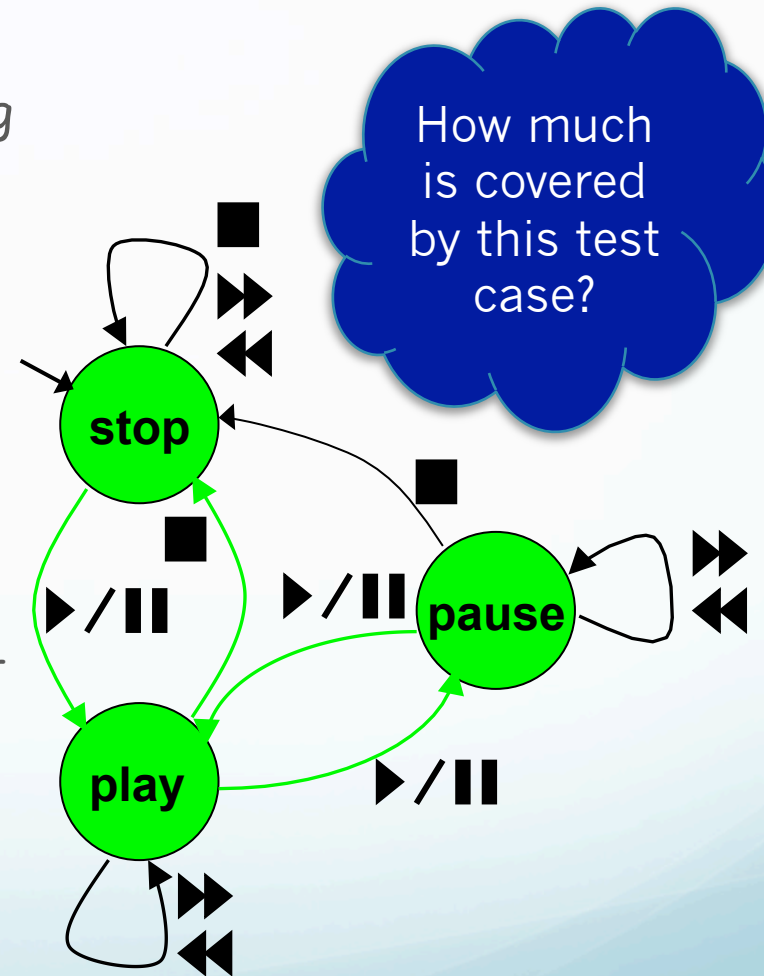 g
How much
is covered
by this test
case?
stop
pause
play